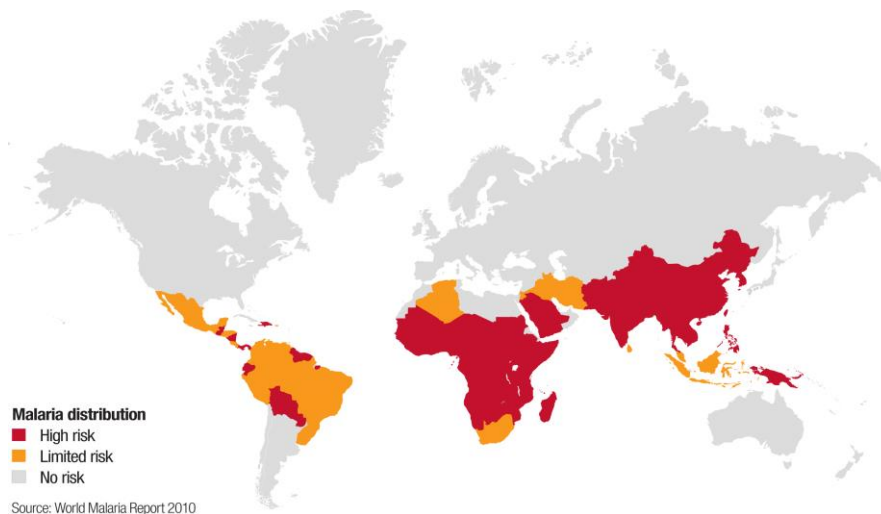 Malaria distribution
High risk
Limited risk
No risk
Source: World Malaria Report 2010